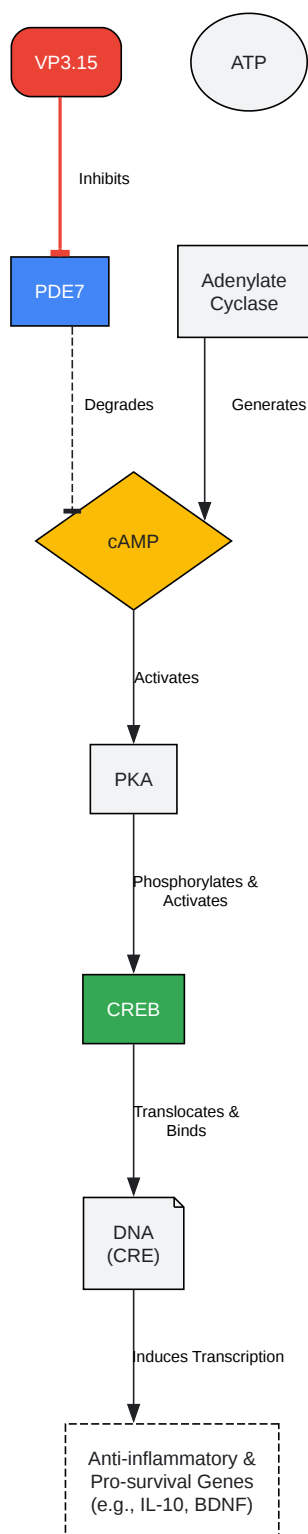 VP3.15
ATP
Inhibits
PDE7
Adenylate
Cyclase
Degrades
Generates
cAMP
Activates
PKA
Phosphorylates &
Activates
CREB
Translocates &
Binds
DNA
(CRE)
Induces Transcription
Anti-inflammatory &
Pro-survival Genes
(e.g., IL-10, BDNF)